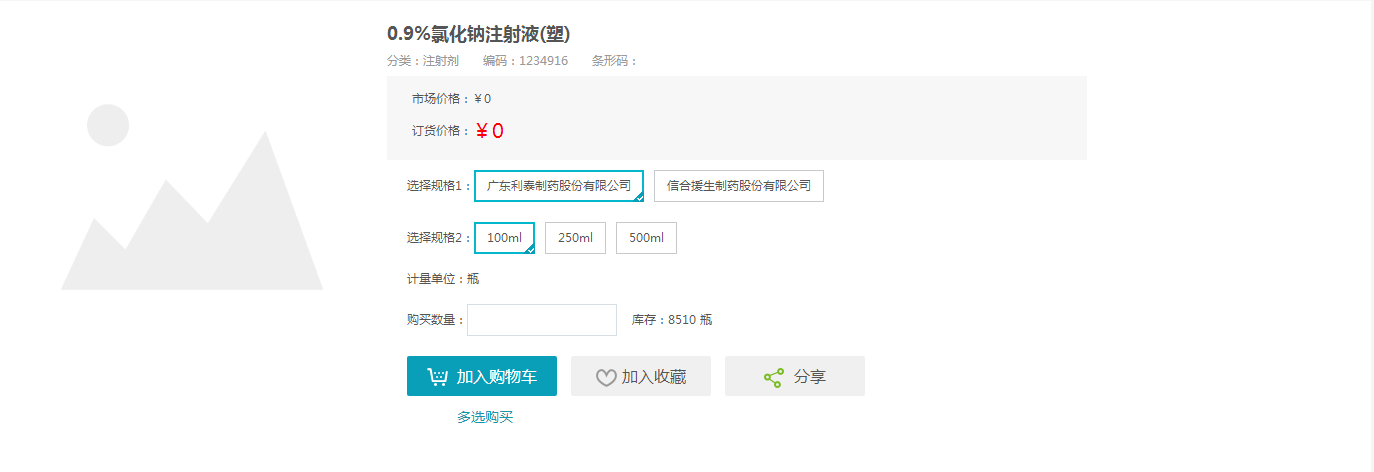 0.9%氯化钠注射液(塑)
分类：注射剂 编码：1234916 条形码：
市场价格：￥0
订货价格：￥0
选择规格1：广东利泰制药股份有限公司 信合援生制药股份有限公司
选择规格2：100ml 250ml 500ml
计量单位：瓶
购买数量： 库存：8510 瓶
加入购物车 加入收藏 分享
多选购买